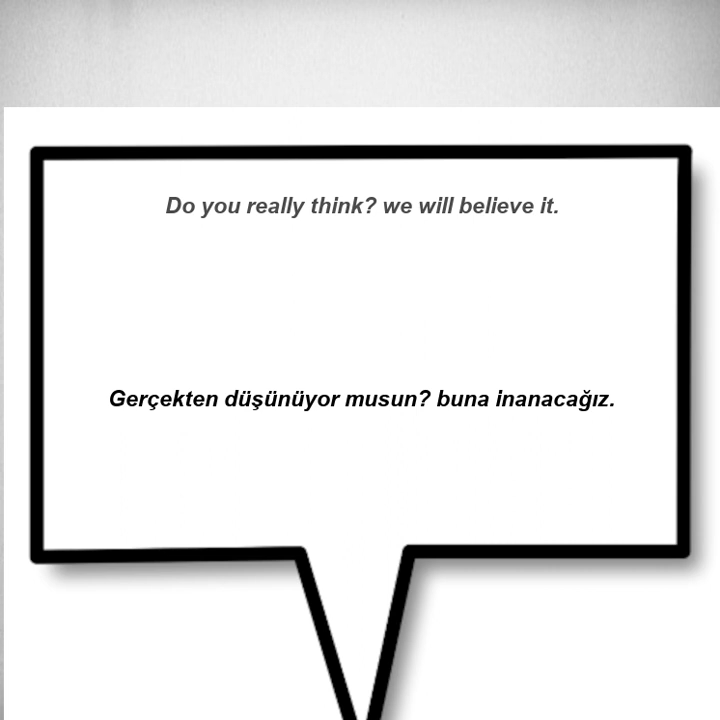 Do you really think? we will believe it.
Gerçekten düşünüyor musun? buna inanacağız.